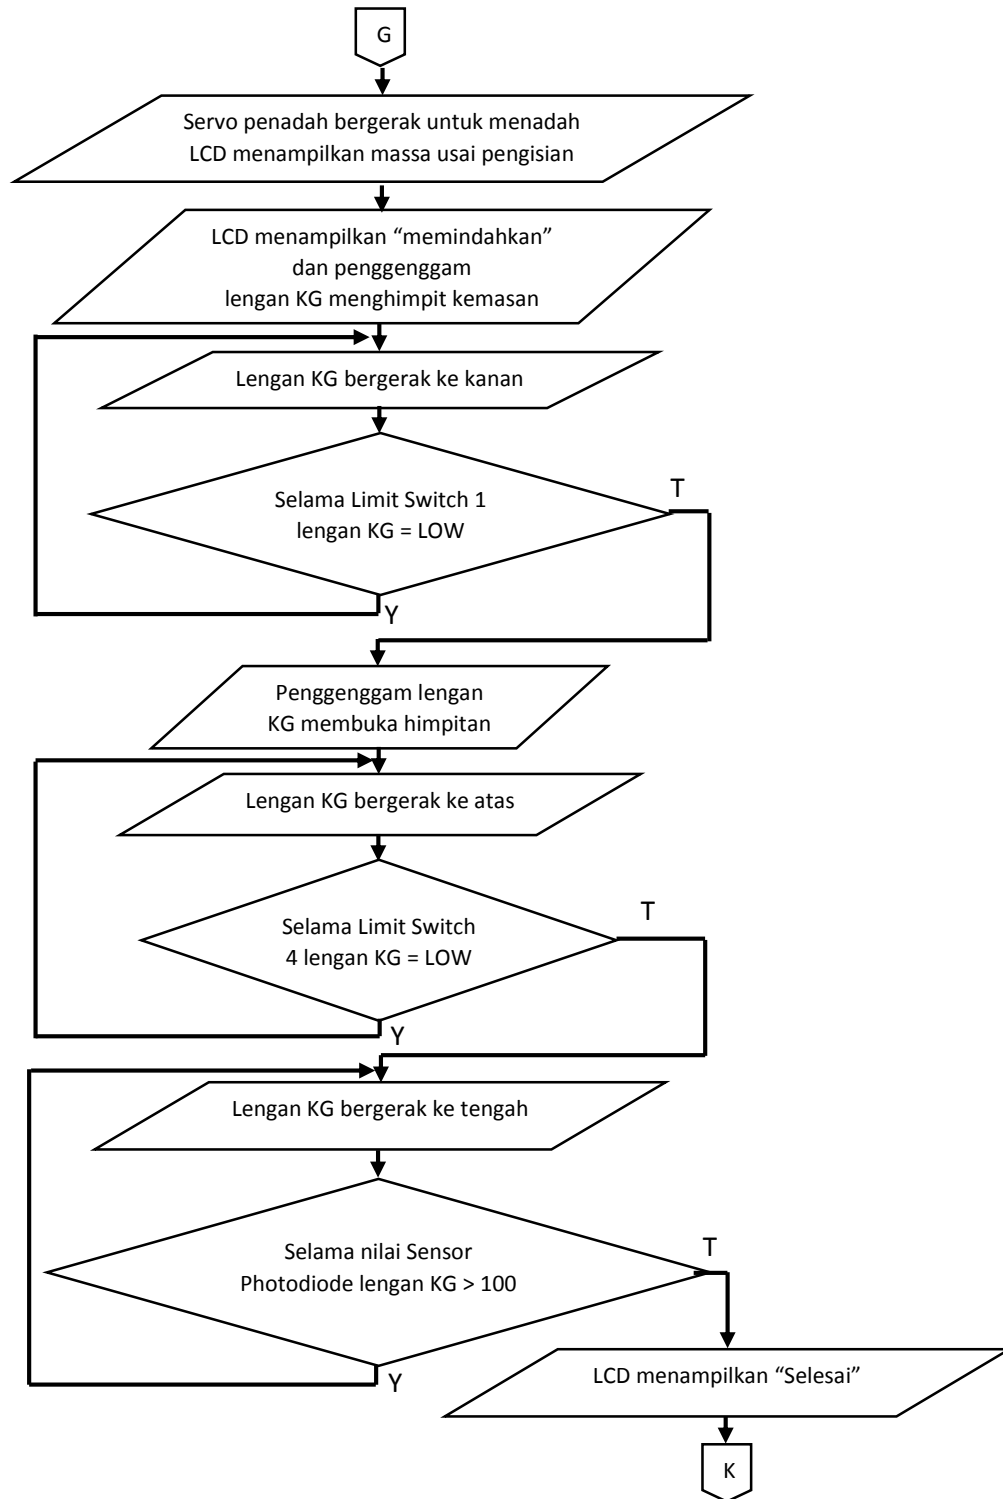 G
Servo penadah bergerak untuk menadah
LCD menampilkan massa usai pengisian
LCD menampilkan “memindahkan”
dan penggenggam
lengan KG menghimpit kemasan
Lengan KG bergerak ke kanan
Selama Limit Switch 1
lengan KG = LOW
T
Y
Penggenggam lengan
KG membuka himpitan
Lengan KG bergerak ke atas
Selama Limit Switch
4 lengan KG = LOW
T
Y
Lengan KG bergerak ke tengah
Selama nilai Sensor
Photodiode lengan KG > 100
T
Y
LCD menampilkan “Selesai”
K